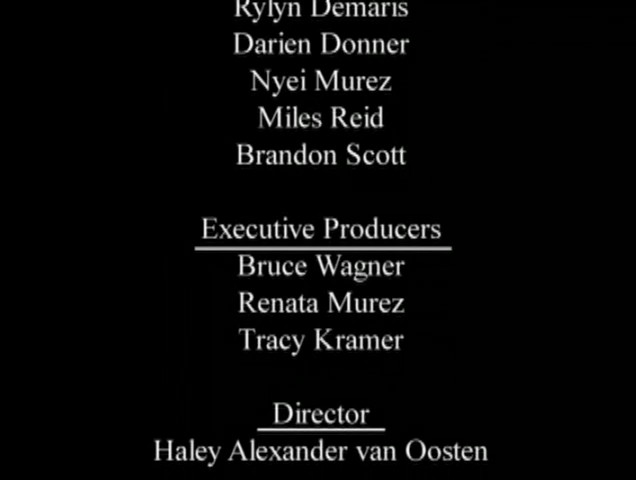 Rylyn Demaris
Darien Donner
Nyei Murez
Miles Reid
Brandon Scott
Executive Producers
Bruce Wagner
Renata Murez
Tracy Kramer
Director
Haley Alexander van Oosten